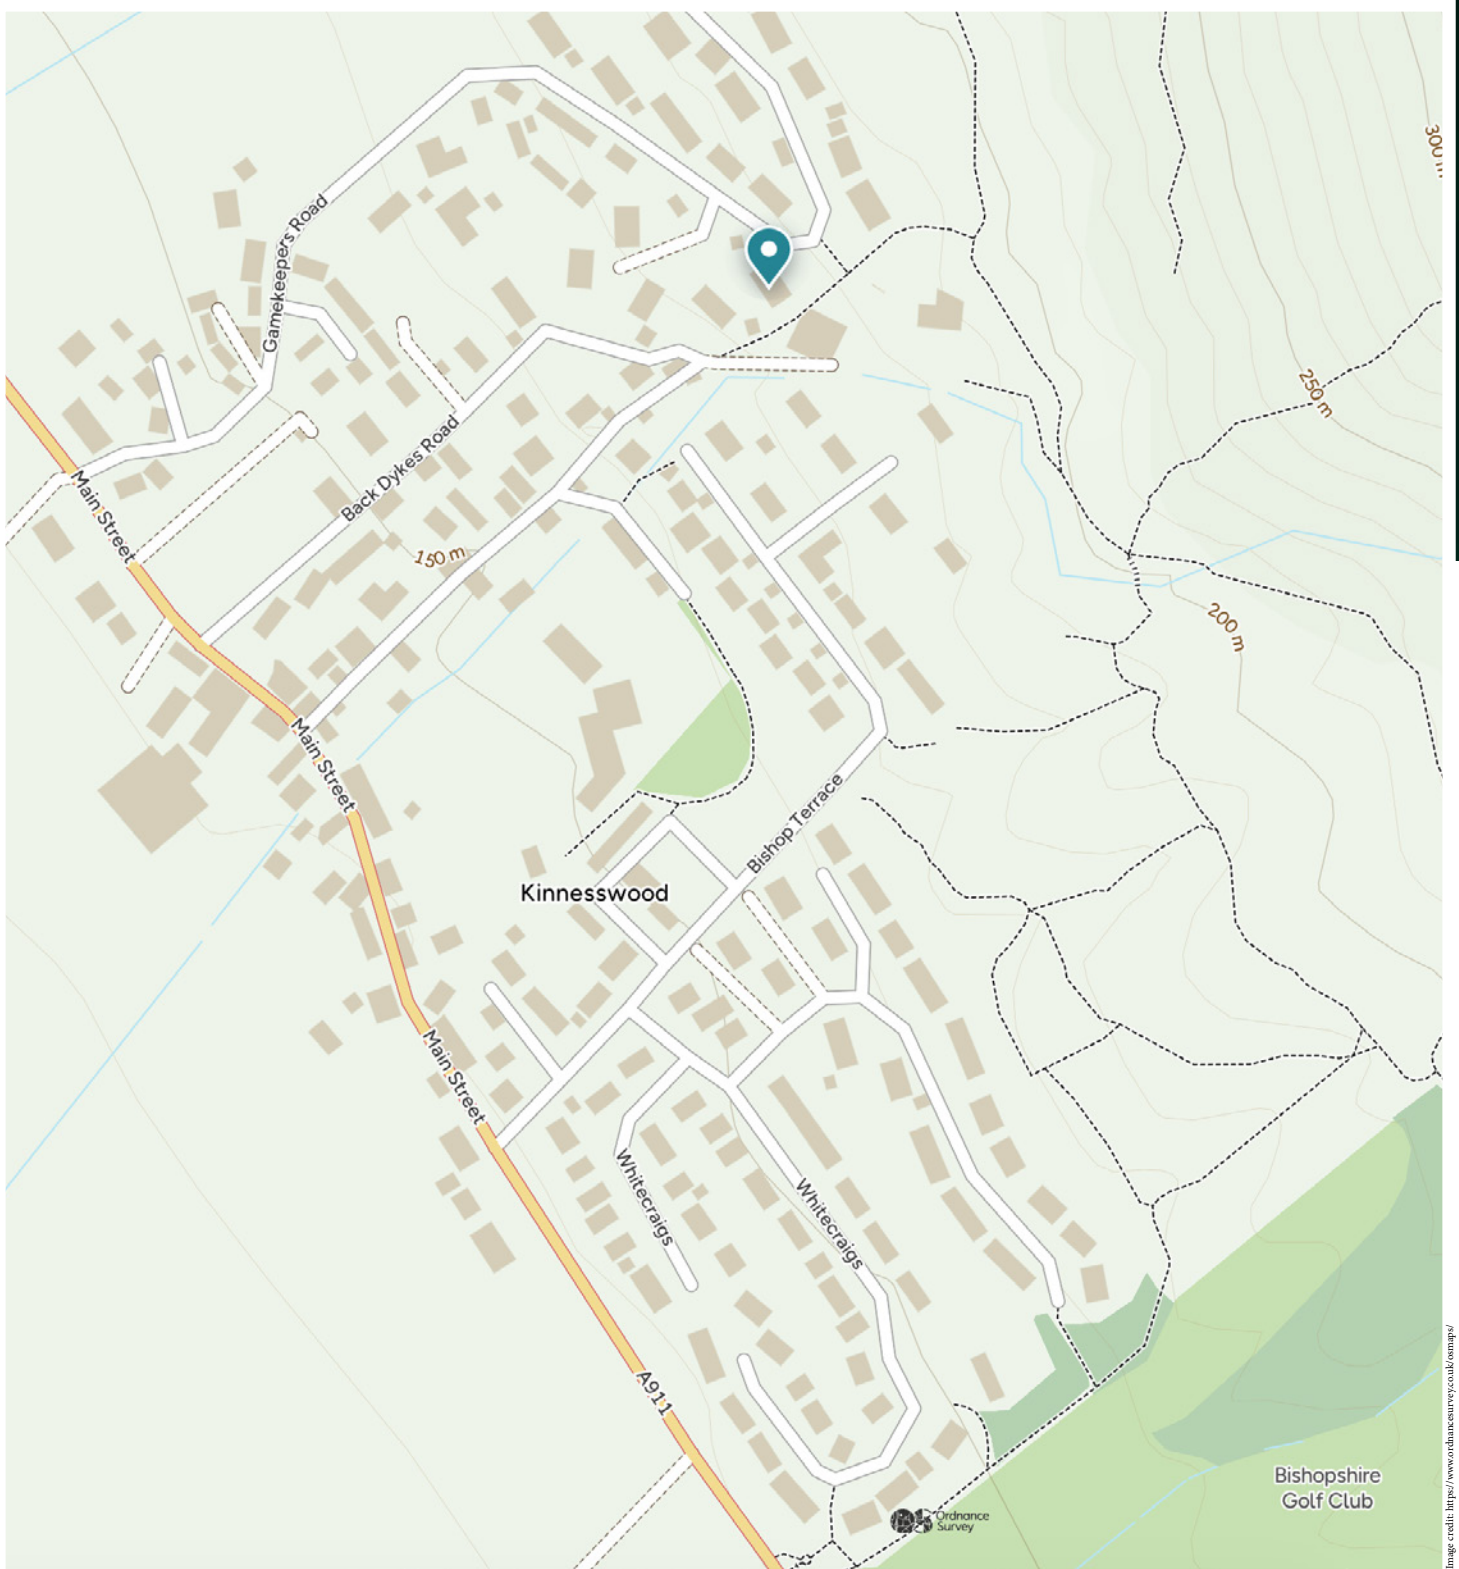 300 m
Gamekeepers Road
250 m
Back Dykes Road
Main Street
150 m
200 m
Main Street
Bishop Terrace
Kinnesswood
Main Street
Whitecraigs
Whitecraigs
A911
Bishopshire
Golf Club
Ordnance
Survey
Image credit: https://www.ordnancesurvey.co.uk/osmaps/